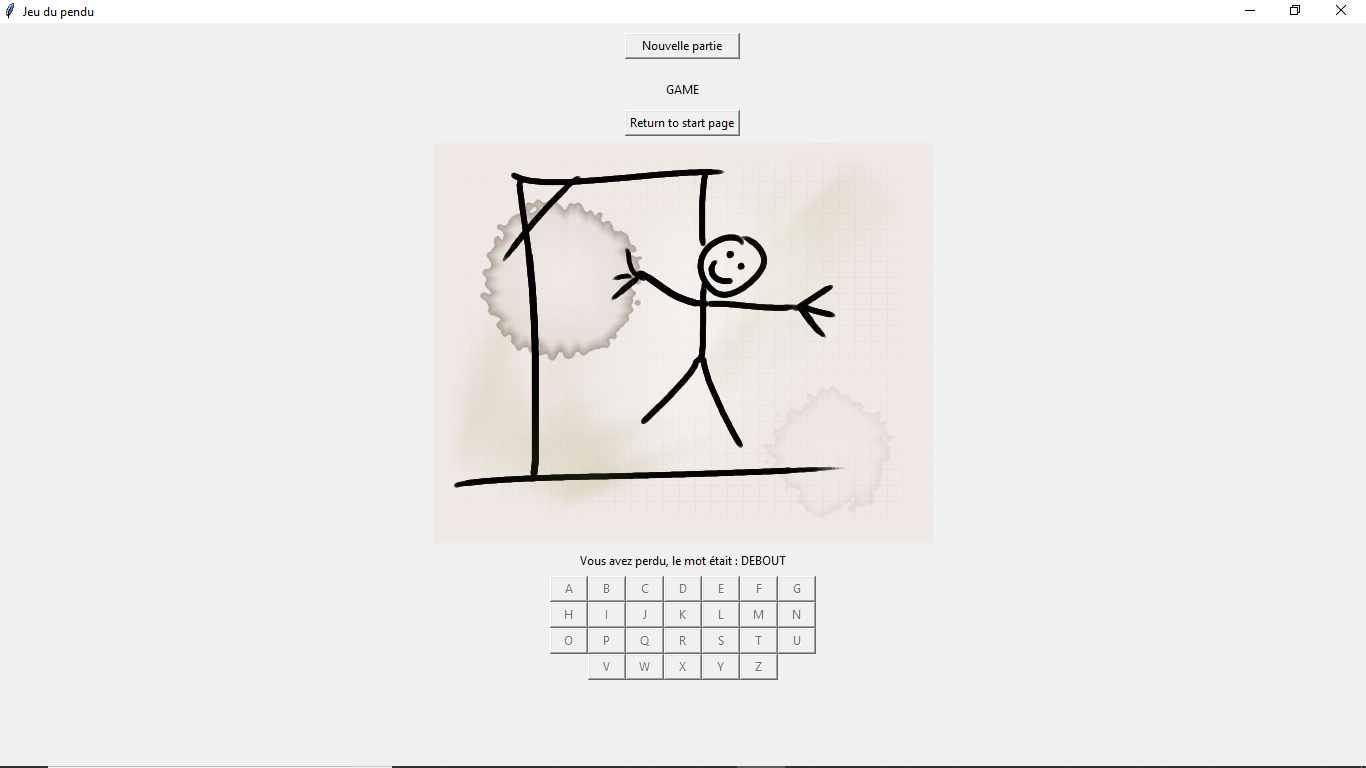 Jeu du pendu
Nouvelle partie
GAME
Return to start page
Vous avez perdu, le mot était : DEBOUT
A B C D E F G
H I J K L M N
O P Q R S T U
V W X Y Z